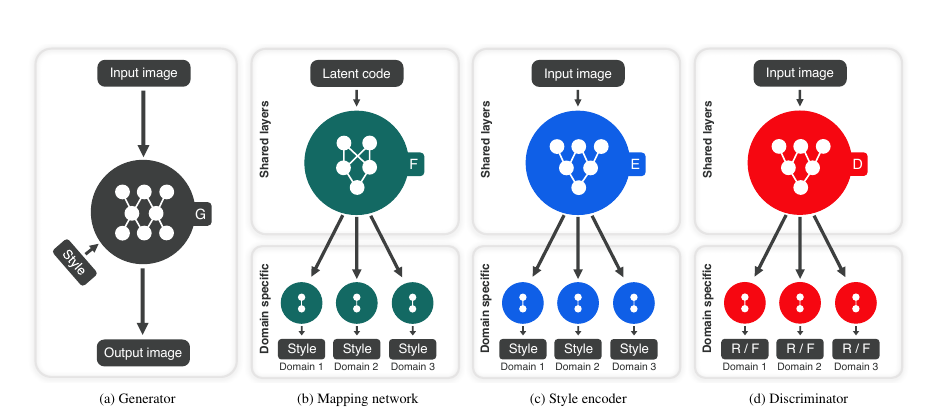 Input image
G
Style
Output image
(a) Generator
Latent code
Shared layers
F
Domain specific
Style Style Style
Domain 1 Domain 2 Domain 3
(b) Mapping network
Input image
Shared layers
E
Domain specific
Style Style Style
Domain 1 Domain 2 Domain 3
(c) Style encoder
Input image
Shared layers
D
Domain specific
R / F R / F R / F
Domain 1 Domain 2 Domain 3
(d) Discriminator